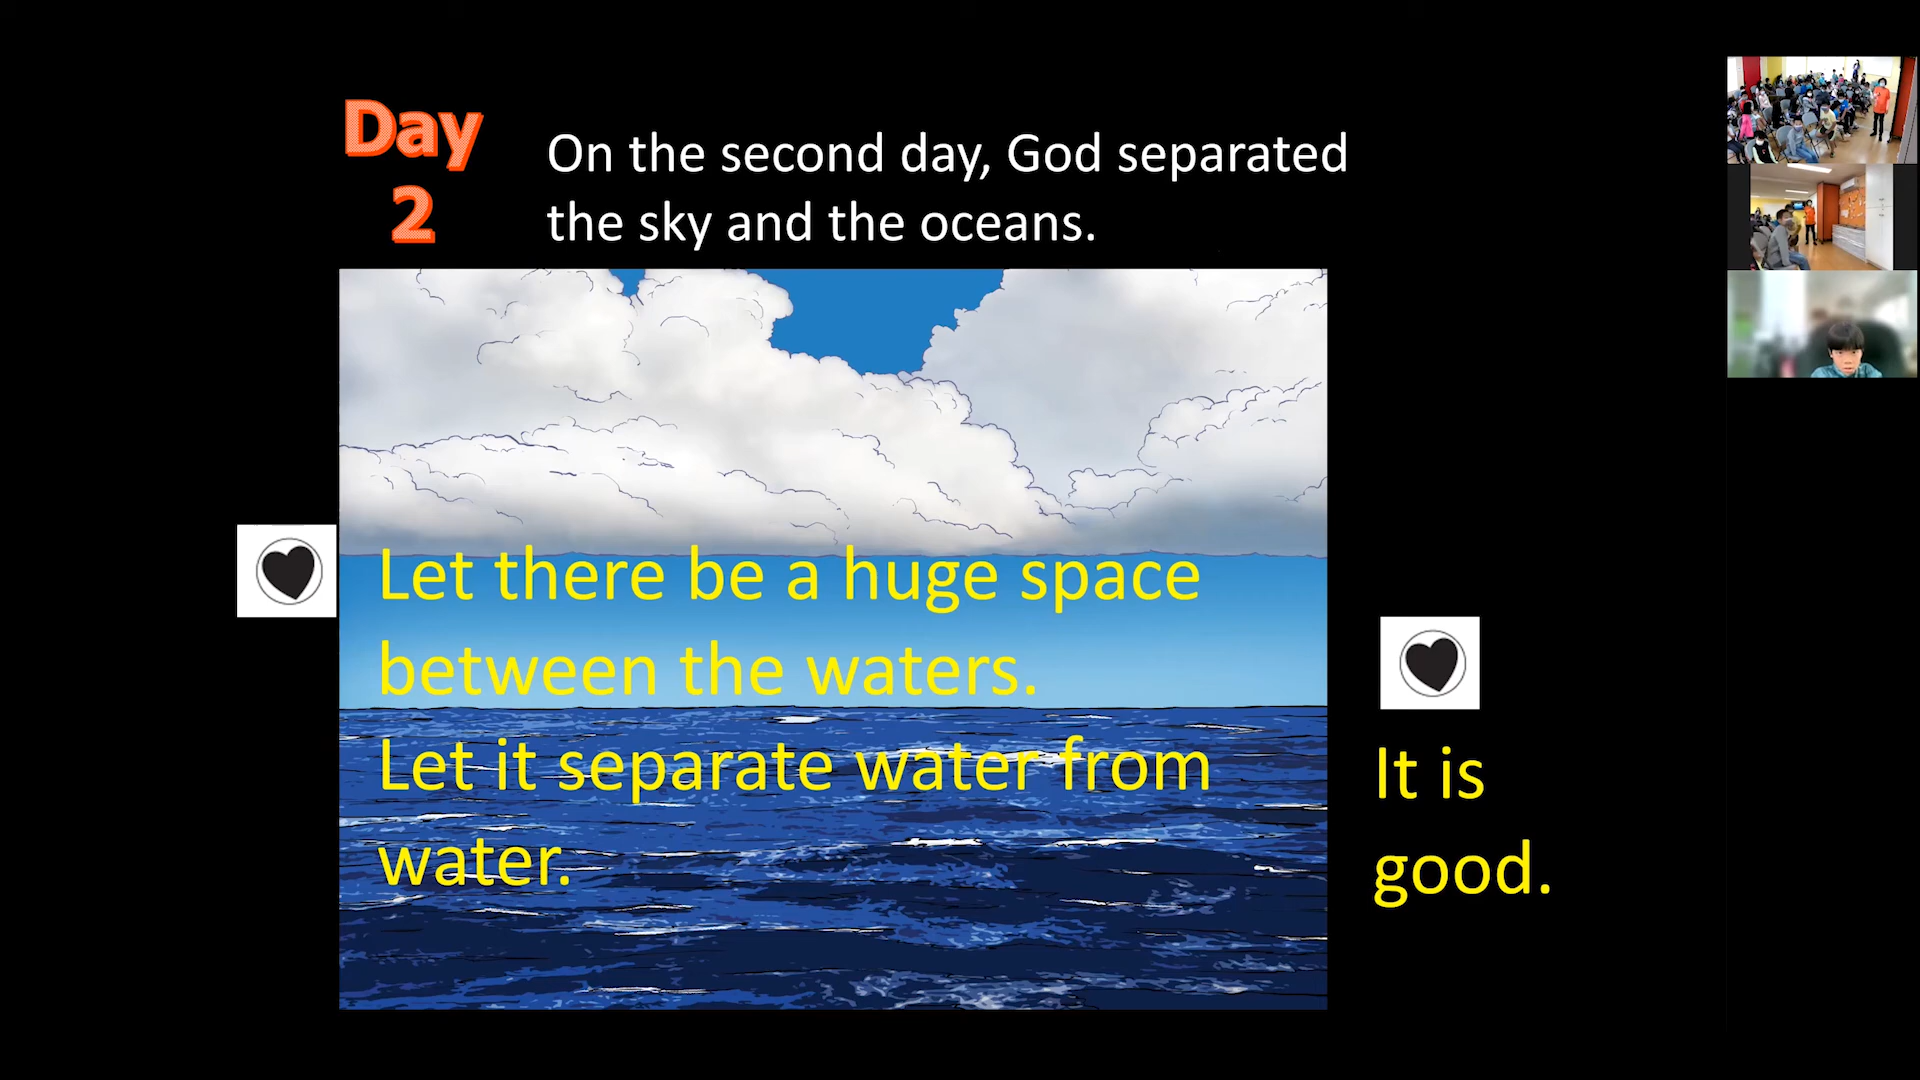 Day
2
On the second day, God separated
the sky and the oceans.
Let there be a huge space
between the waters.
Let it separate water from
water.
It is
good.